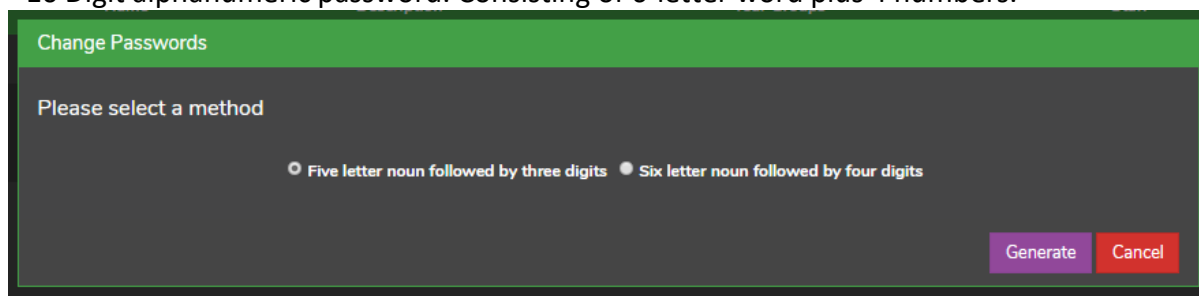 10 Digit alphanumeric password. Consisting of 6 letter word plus 4 numbers.
Change Passwords
Please select a method
Five letter noun followed by three digits Six letter noun followed by four digits
Generate Cancel